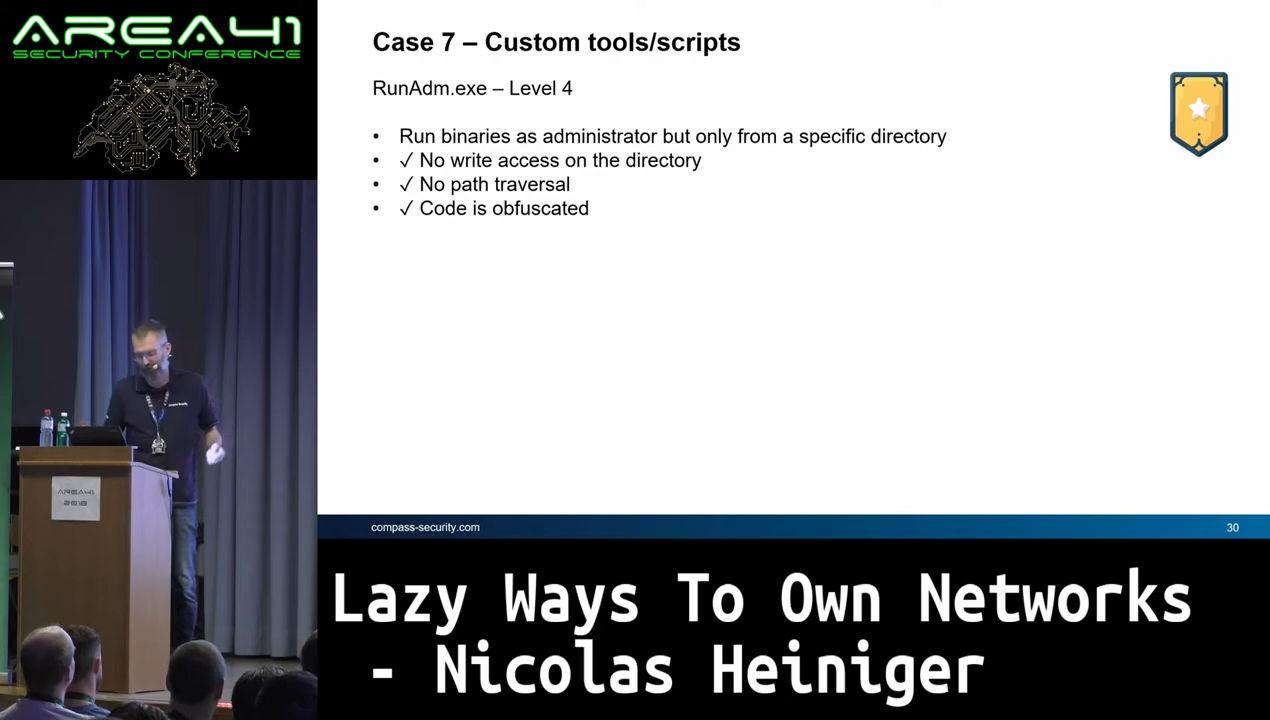 AREA41
SECURITY CONFERENCE
Case 7 – Custom tools/scripts
RunAdm.exe – Level 4
• Run binaries as administrator but only from a specific directory
• ✓ No write access on the directory
• ✓ No path traversal
• ✓ Code is obfuscated
compass-security.com
30
AREA41
2018
Lazy Ways To Own Networks
- Nicolas Heiniger